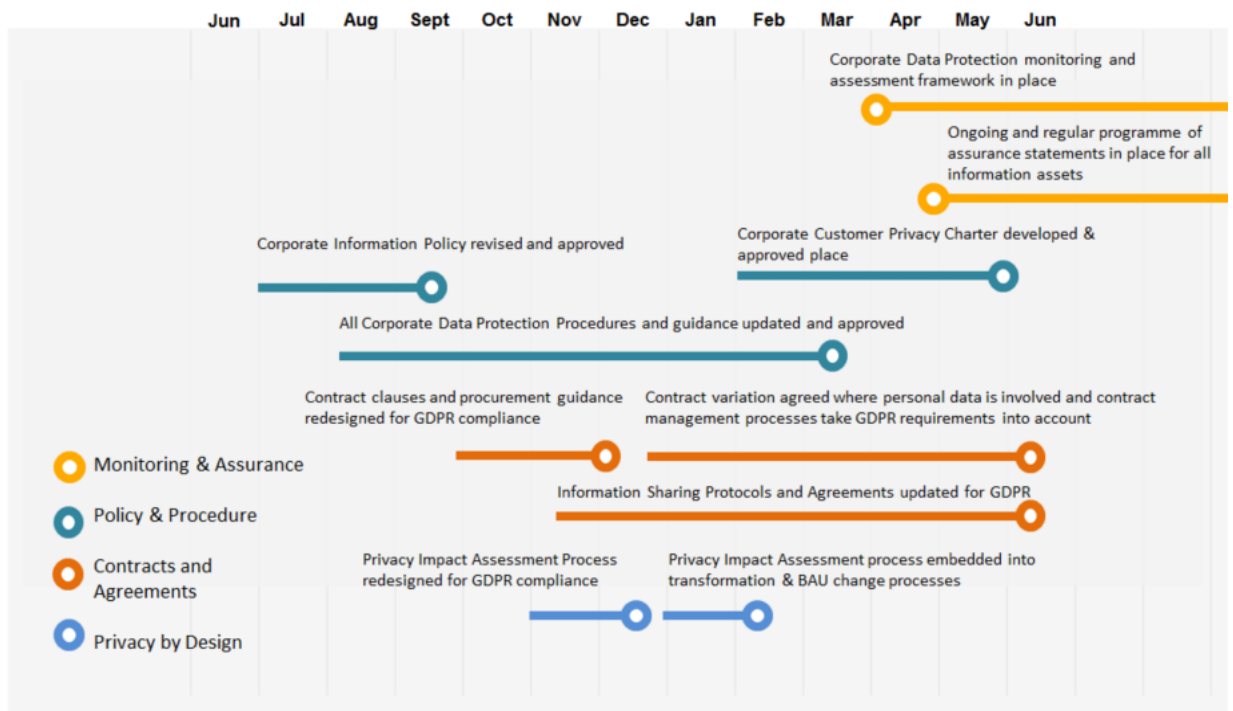 Jun Jul Aug Sept Oct Nov Dec Jan Feb Mar Apr May Jun
Corporate Data Protection monitoring and
assessment framework in place
Ongoing and regular programme of
assurance statements in place for all
information assets
Corporate Information Policy revised and approved
Corporate Customer Privacy Charter developed &
approved place
All Corporate Data Protection Procedures and guidance updated and approved
Contract clauses and procurement guidance
redesigned for GDPR compliance
Contract variation agreed where personal data is involved and contract
management processes take GDPR requirements into account
Information Sharing Protocols and Agreements updated for GDPR
Privacy Impact Assessment Process
redesigned for GDPR compliance
Privacy Impact Assessment process embedded into
transformation & BAU change processes
Monitoring & Assurance
Policy & Procedure
Contracts and
Agreements
Privacy by Design